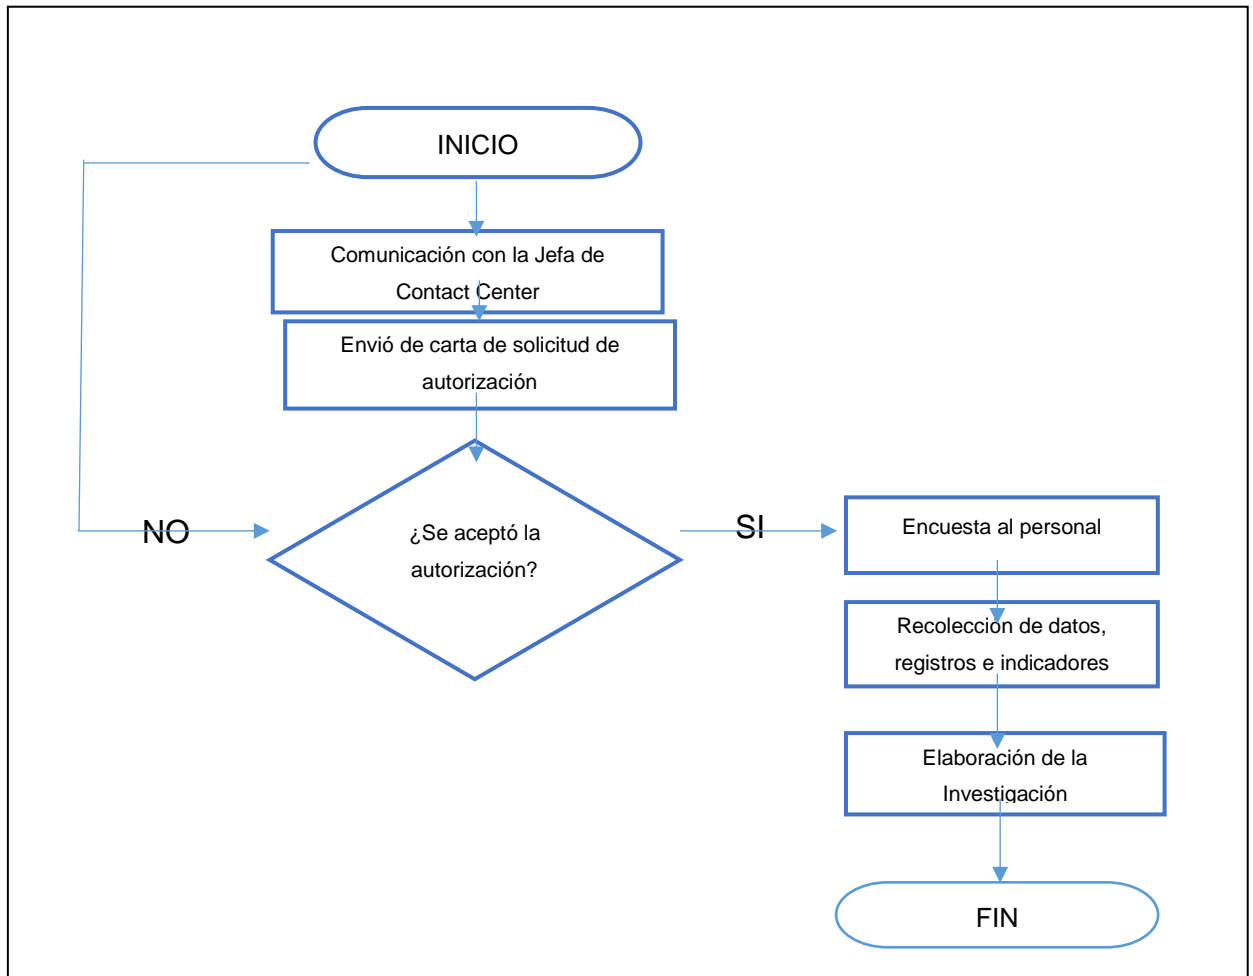 INICIO
Comunicación con la Jefa de
Contact Center
Envió de carta de solicitud de
autorización
¿Se aceptó la
autorización?
NO
SI
Encuesta al personal
Recolección de datos,
registros e indicadores
Elaboración de la
Investigación
FIN